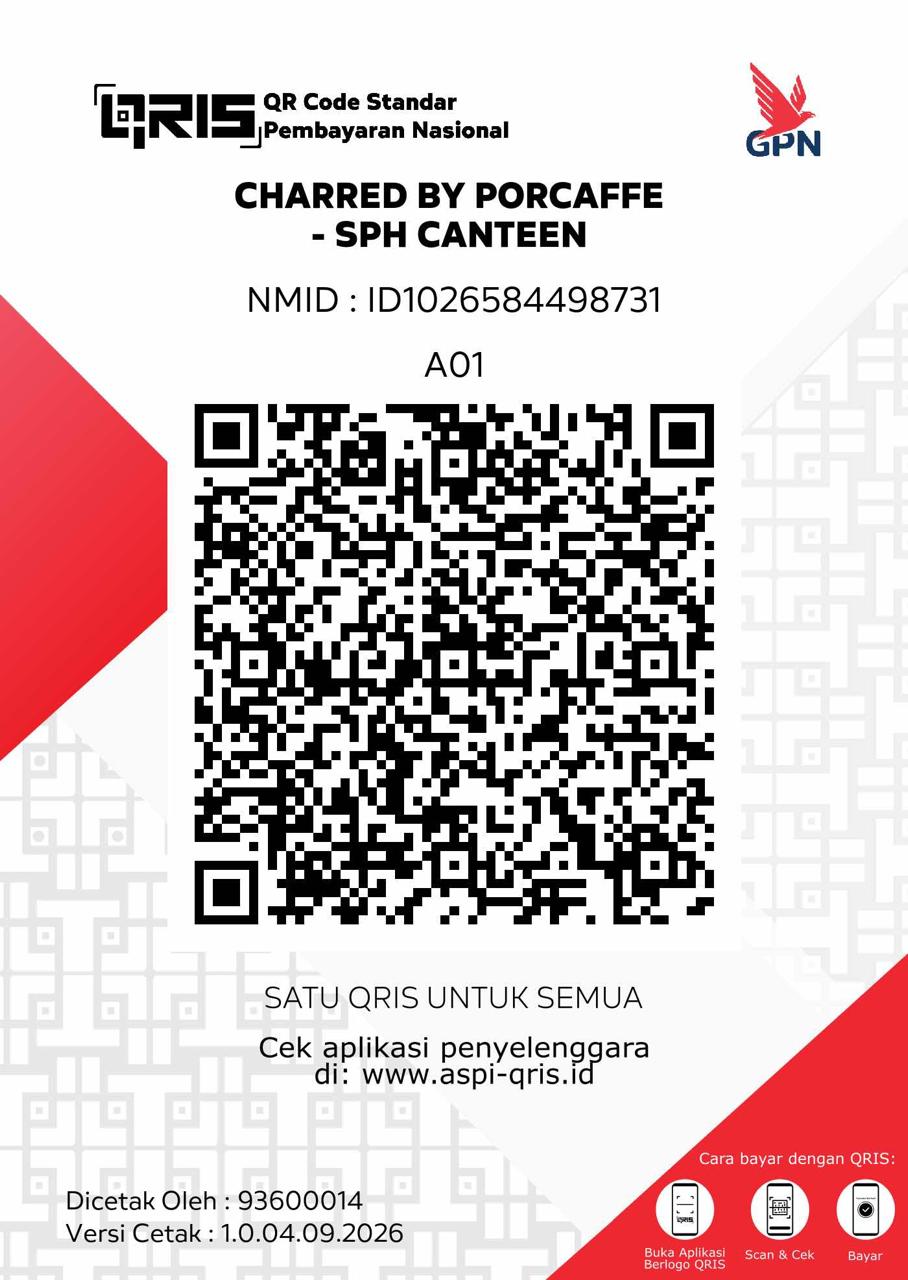 QRIS
QR Code Standar
Pembayaran Nasional
GPN
CHARRED BY PORCAFFE
- SPH CANTEEN
NMID : ID1026584498731
A01
SATU QRIS UNTUK SEMUA
Cek aplikasi penyelenggara
di: www.aspi-qris.id
Cara bayar dengan QRIS:
Dicetak Oleh : 93600014
Versi Cetak : 1.0.04.09.2026
QRIS
Buka Aplikasi
Berlogo QRIS
Scan & Cek
Bayar